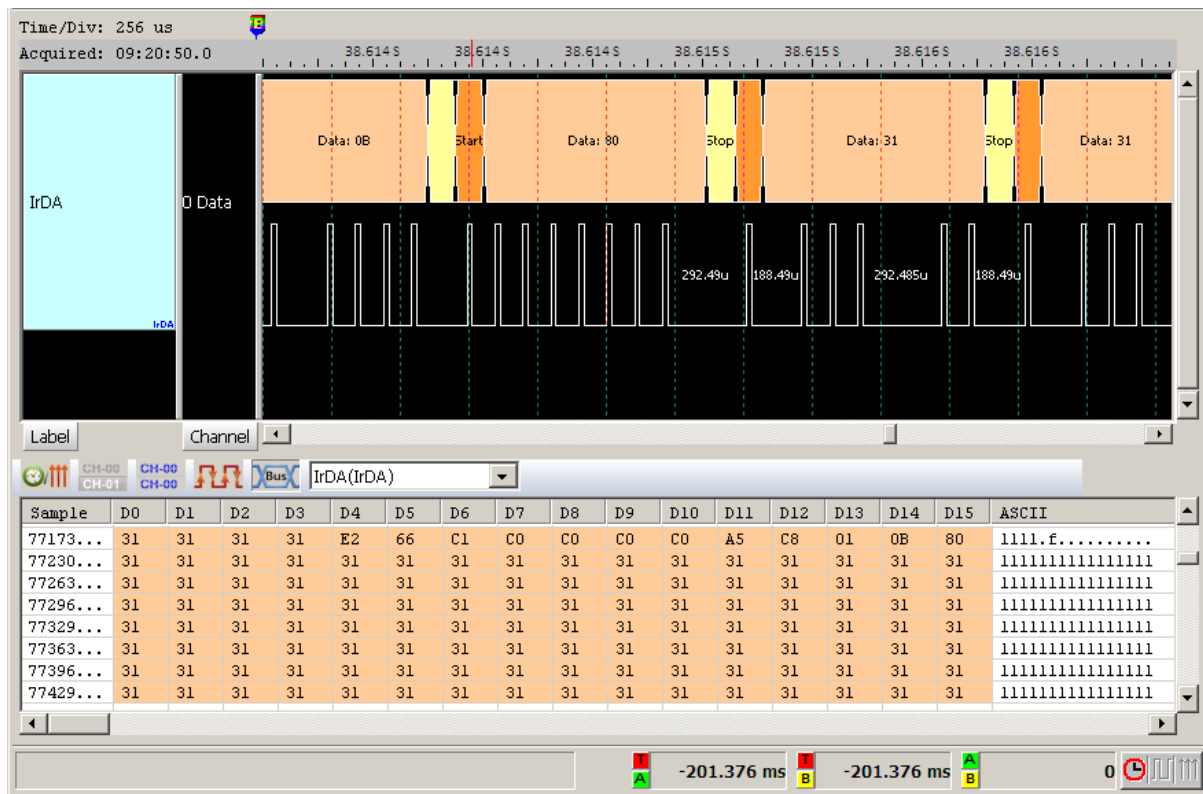 Time/Div: 256 us
Acquired: 09:20:50.0 38.614S 38.614S 38.614S 38.615S 38.615S 38.616S 38.616S
Data: 0B Start Data: 80 Stop Data: 31 Stop Data: 31
IrDA 0 Data
292.49u 188.49u 292.485u 188.49u
IrDA
Label Channel
CH-00 CH-01 CH-00 CH-00 Bus IrDA(IrDA)
Sample D0 D1 D2 D3 D4 D5 D6 D7 D8 D9 D10 D11 D12 D13 D14 D15 ASCII
77173... 31 31 31 31 E2 66 C1 C0 C0 C0 C0 A5 C8 01 0B 80 1111.f..........
77230... 31 31 31 31 31 31 31 31 31 31 31 31 31 31 31 31 1111111111111111
77263... 31 31 31 31 31 31 31 31 31 31 31 31 31 31 31 31 1111111111111111
77296... 31 31 31 31 31 31 31 31 31 31 31 31 31 31 31 31 1111111111111111
77329... 31 31 31 31 31 31 31 31 31 31 31 31 31 31 31 31 1111111111111111
77363... 31 31 31 31 31 31 31 31 31 31 31 31 31 31 31 31 1111111111111111
77396... 31 31 31 31 31 31 31 31 31 31 31 31 31 31 31 31 1111111111111111
77429... 31 31 31 31 31 31 31 31 31 31 31 31 31 31 31 31 1111111111111111
T A -201.376 ms T B -201.376 ms A B 0